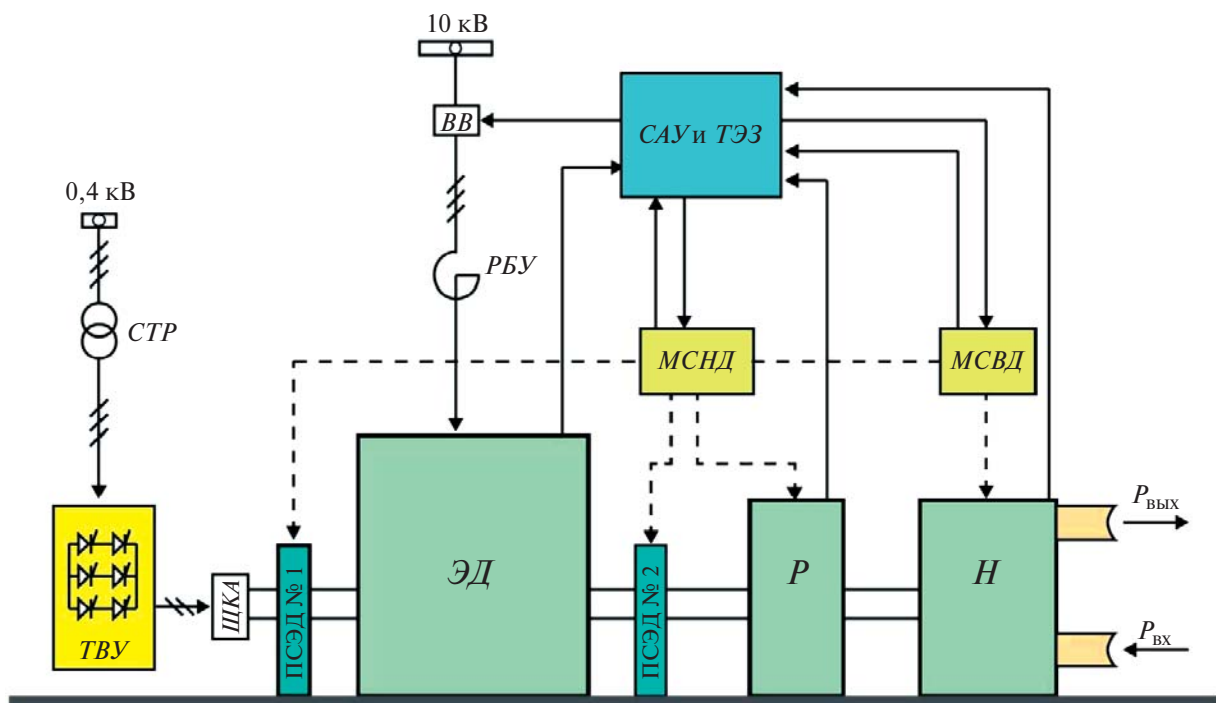 10 кВ
ВВ
САУ и ТЭЗ
0,4 кВ
РБУ
СТР
МСНД
МСВД
ТВУ
ЩКА
ПСЭД № 1
ЭД
ПСЭД № 2
Р
Н
Pвых
Pвх